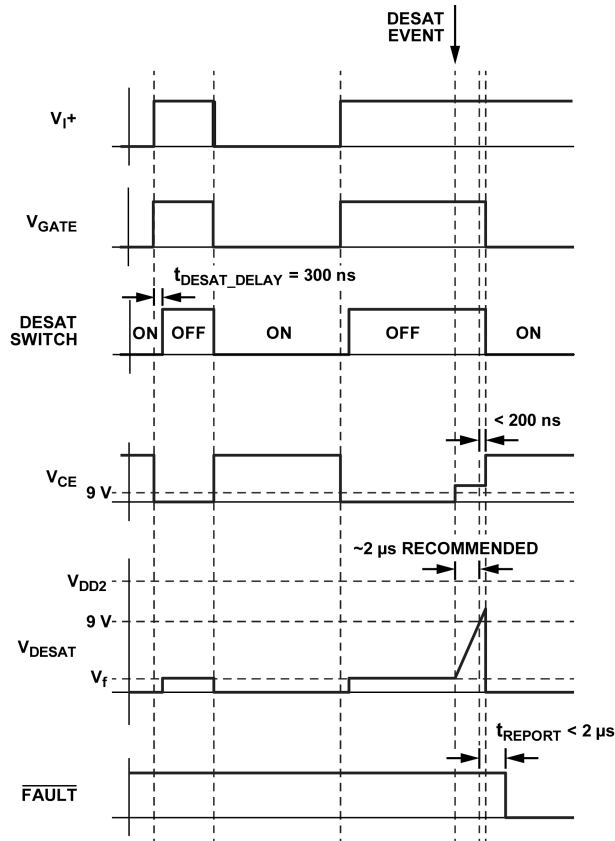 DESAT
EVENT
VI+
VGATE
tDESAT_DELAY = 300 ns
DESAT
SWITCH
ON
OFF
ON
OFF
ON
< 200 ns
VCE
9 V
~2 µs RECOMMENDED
VDD2
9 V
VDESAT
Vf
tREPORT < 2 µs
FAULT